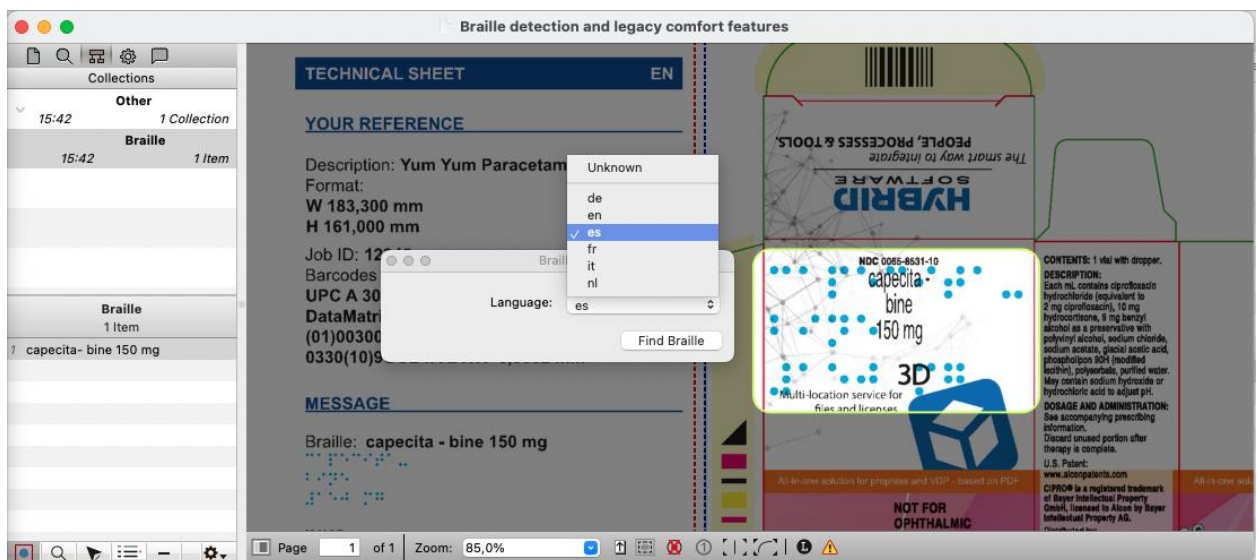 Braille detection and legacy comfort features
Collections
Other
15:42 1 Collection
Braille
15:42 1 Item
Braille
1 Item
1 capecita- bine 150 mg
TECHNICAL SHEET EN
YOUR REFERENCE
Description: Yum Yum Paracetam
Format:
W 183,300 mm
H 161,000 mm
Job ID:
Barcodes
UPC A 30
DataMatri
(01)00300
0330(10)9
MESSAGE
Braille: capecita - bine 150 mg
Unknown
de
en
✓ es
fr
it
nl
Brail
Language: es
Find Braille
PEOPLE, PROCESSES & TOOLS.
The smart way to integrate
SOFTWARE
HYBRID
NDC 0065-8531-10
capecita -
bine
150 mg
3D
Multi-location service for
files and licenses
All-in-one solution for prepress and VDP - based on PDF
NOT FOR
OPHTHALMIC
CONTENTS: 1 vial with dropper.
DESCRIPTION:
Each mL contains ciprofloxacin
hydrochloride (equivalent to
2 mg ciprofloxacin), 10 mg
hydrocortisone, 9 mg benzyl
alcohol as a preservative with
polyvinyl alcohol, sodium chloride,
sodium acetate, glacial acetic acid,
phospholipon 90H (modified
lecithin), polysorbate, purified water.
May contain sodium hydroxide or
hydrochloric acid to adjust pH.
DOSAGE AND ADMINISTRATION:
See accompanying prescribing
information.
Discard unused portion after
therapy is complete.
U.S. Patent:
www.alconpatents.com
CIPRO® is a registered trademark
of Bayer Intellectual Property
GmbH, licensed to Alcon by Bayer
Intellectual Property AG.
All-in-one solu
Page 1 of 1 Zoom: 85,0%